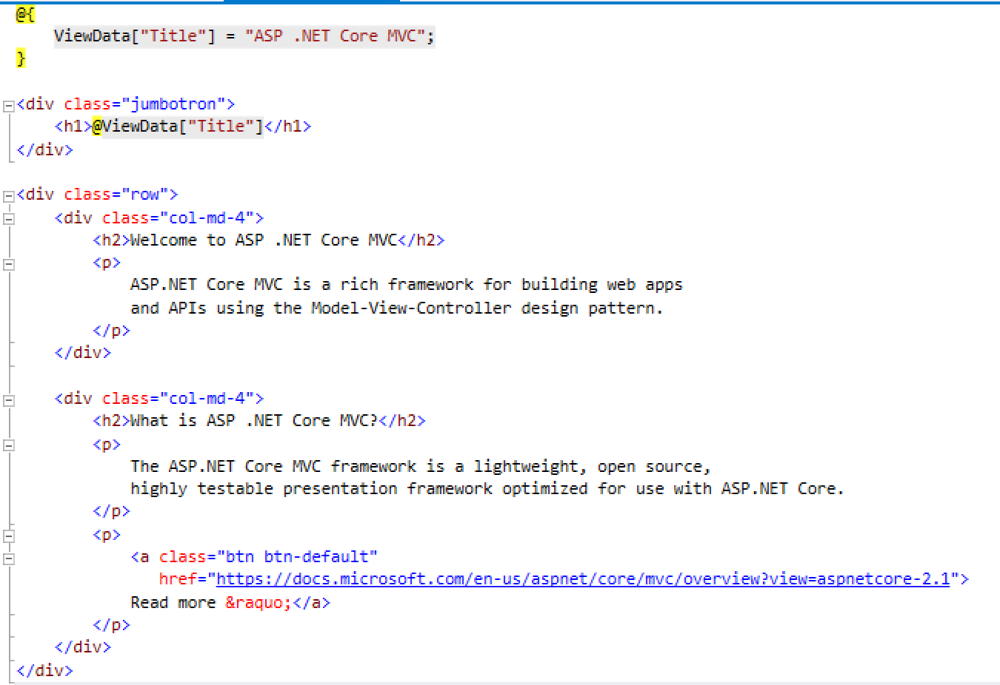 @{
    ViewData["Title"] = "ASP .NET Core MVC";
}
<div class="jumbotron">
    <h1>@ViewData["Title"]</h1>
</div>
<div class="row">
    <div class="col-md-4">
        <h2>Welcome to ASP .NET Core MVC</h2>
        <p>
            ASP.NET Core MVC is a rich framework for building web apps
            and APIs using the Model-View-Controller design pattern.
        </p>
    </div>
    <div class="col-md-4">
        <h2>What is ASP .NET Core MVC?</h2>
        <p>
            The ASP.NET Core MVC framework is a lightweight, open source,
            highly testable presentation framework optimized for use with ASP.NET Core.
        </p>
        <p>
            <a class="btn btn-default"
               href="https://docs.microsoft.com/en-us/aspnet/core/mvc/overview?view=aspnetcore-2.1">
            Read more &raquo;</a>
        </p>
    </div>
</div>